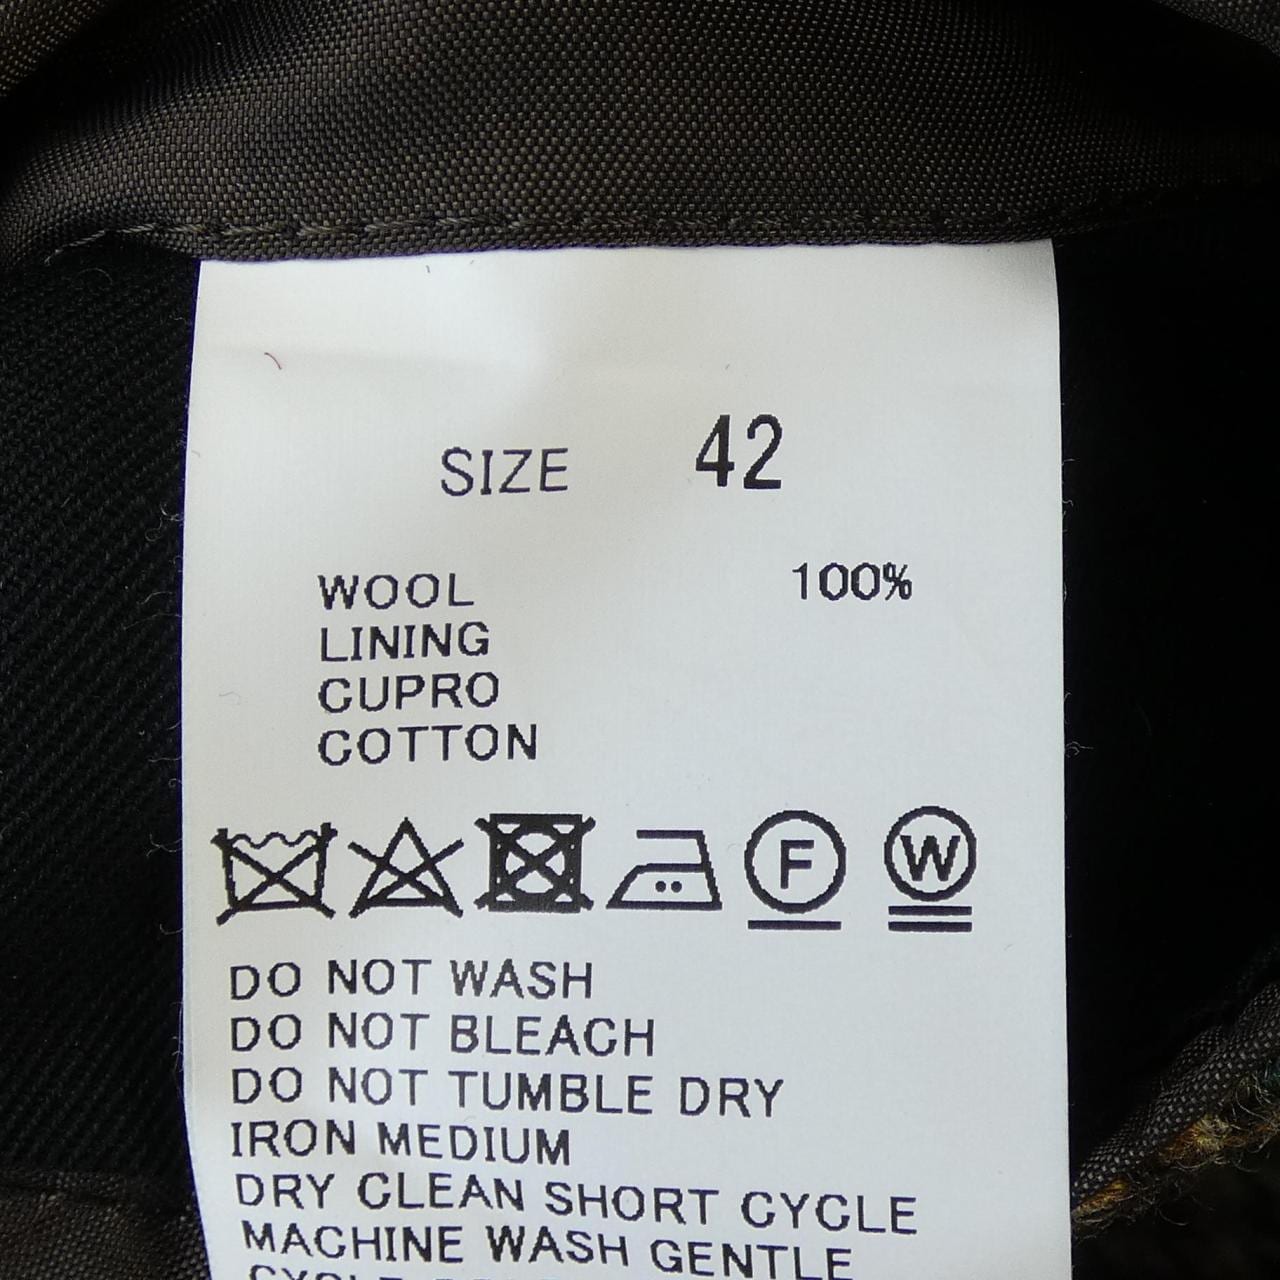 SIZE 42
WOOL 100%
LINING
CUPRO
COTTON
F W
DO NOT WASH
DO NOT BLEACH
DO NOT TUMBLE DRY
IRON MEDIUM
DRY CLEAN SHORT CYCLE
MACHINE WASH GENTLE
CYCLE